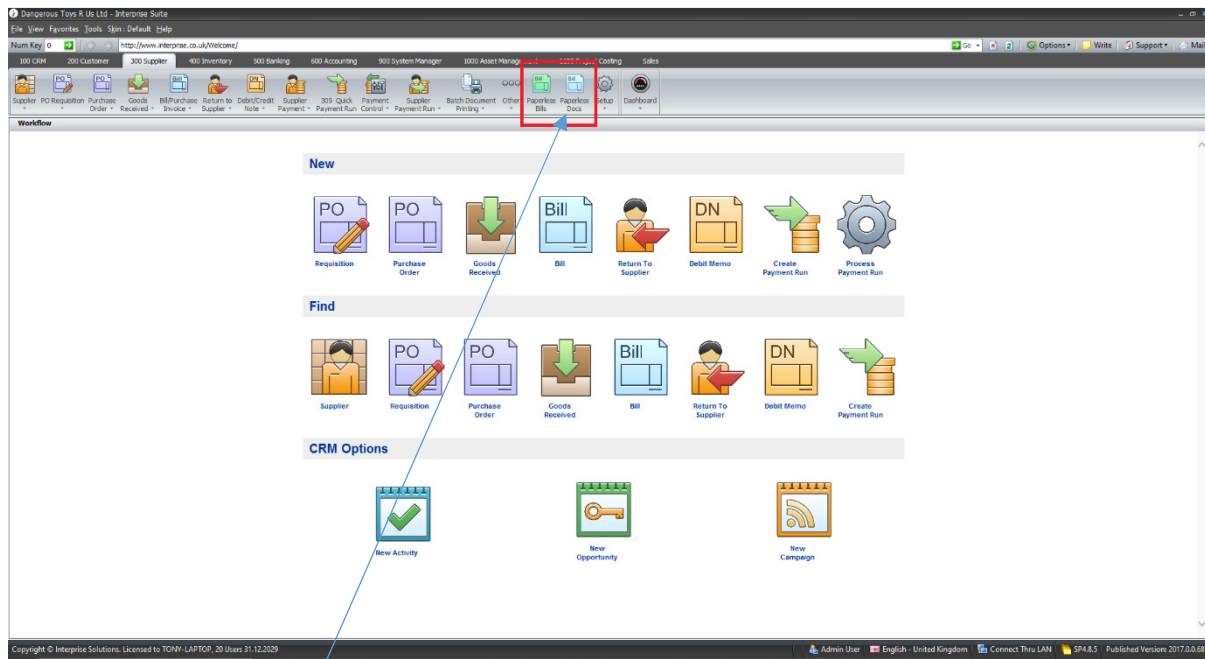 Dangerous Toys R Us Ltd - Interprise Suite
File View Favorites Tools Skin : Default Help
Num Key 0 http://www.interprise.co.uk/Welcome/ Go Options Write Support Mail
100 CRM 200 Customer 300 Supplier 400 Inventory 500 Banking 600 Accounting 900 System Manager 1000 Asset Management Project Costing Sales
Supplier PO Requisition Purchase Order Goods Received Bill/Purchase Invoice Return to Supplier Debit/Credit Note Supplier Payment 309 Quick Payment Run Payment Control Supplier Payment Run Batch Document Printing Other Paperless Bills Paperless Docs Setup Dashboard
Workflow
New
PO PO Bill DN
Requisition Purchase Order Goods Received Bill Return To Supplier Debit Memo Create Payment Run Process Payment Run
Find
PO PO Bill DN
Supplier Requisition Purchase Order Goods Received Bill Return To Supplier Debit Memo Create Payment Run
CRM Options
New Activity New Opportunity New Campaign
Copyright © Interprise Solutions. Licensed to TONY-LAPTOP, 20 Users 31.12.2029 Admin User English - United Kingdom Connect Thru LAN SP4.8.5 Published Version: 2017.0.0.68